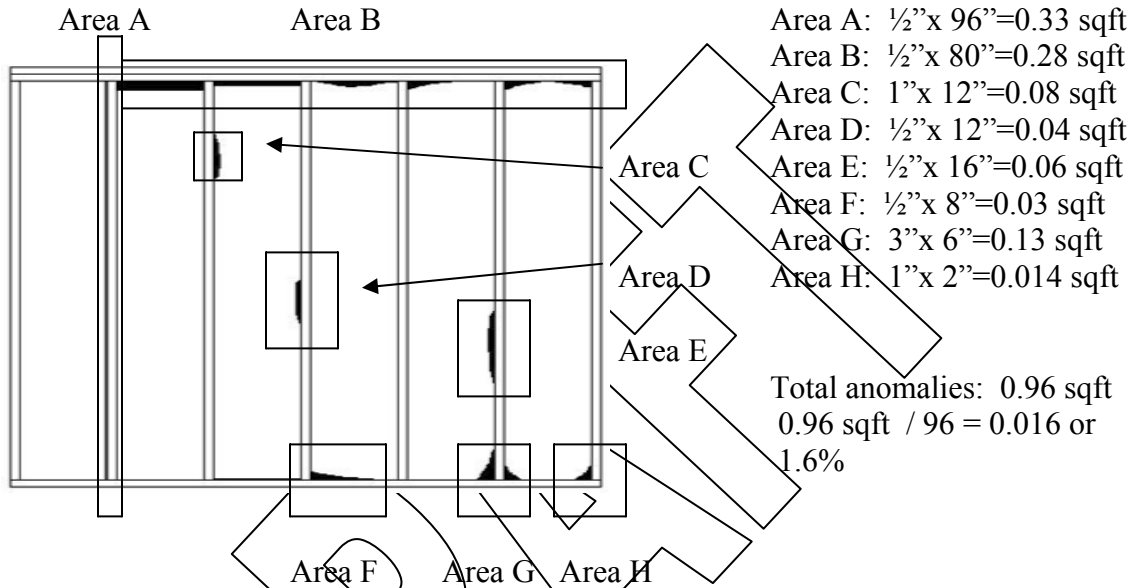 Area A
Area B
Area C
Area D
Area E
Area F
Area G
Area H
Area A: ½”x 96”=0.33 sqft
Area B: ½”x 80”=0.28 sqft
Area C: 1”x 12”=0.08 sqft
Area D: ½”x 12”=0.04 sqft
Area E: ½”x 16”=0.06 sqft
Area F: ½”x 8”=0.03 sqft
Area G: 3”x 6”=0.13 sqft
Area H: 1”x 2”=0.014 sqft
Total anomalies: 0.96 sqft
0.96 sqft / 96 = 0.016 or
1.6%